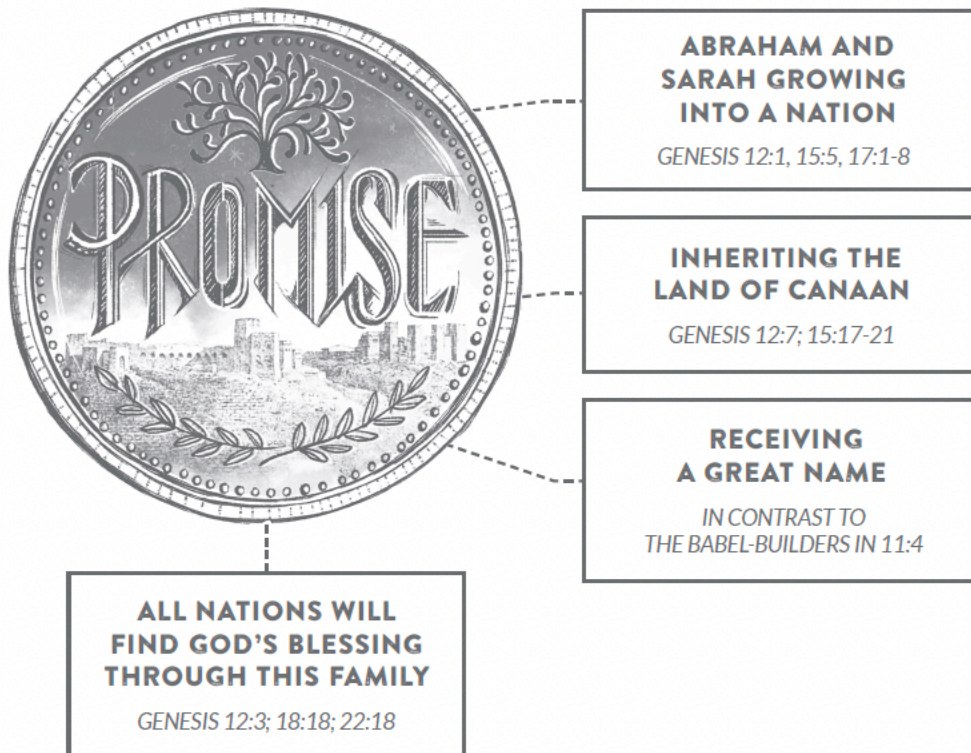 PROMISE
ABRAHAM AND
SARAH GROWING
INTO A NATION
GENESIS 12:1, 15:5, 17:1-8
INHERITING THE
LAND OF CANAAN
GENESIS 12:7; 15:17-21
RECEIVING
A GREAT NAME
IN CONTRAST TO
THE BABEL-BUILDERS IN 11:4
ALL NATIONS WILL
FIND GOD'S BLESSING
THROUGH THIS FAMILY
GENESIS 12:3; 18:18; 22:18